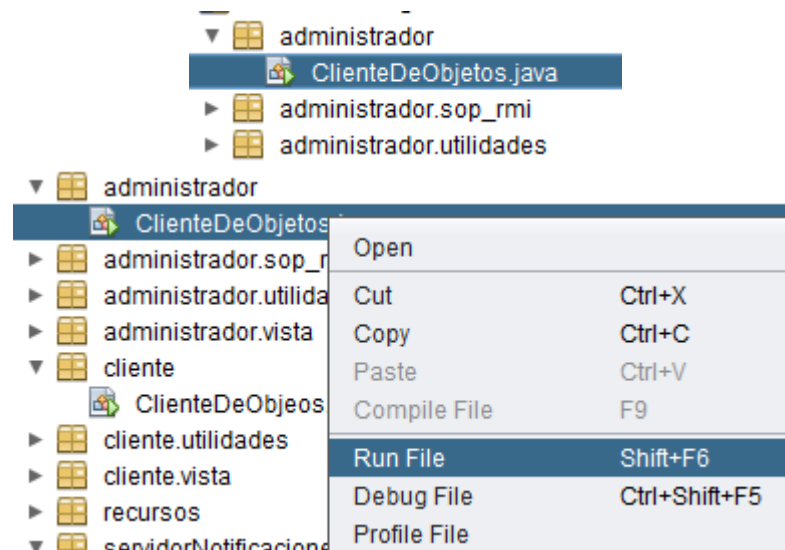 administrador
ClienteDeObjetos.java
administrador.sop_rmi
administrador.utilidades
administrador
ClienteDeObjetos
administrador.sop_r
administrador.utilida
administrador.vista
cliente
ClienteDeObjeos.
cliente.utilidades
cliente.vista
recursos
servidorNotificacione
Open
Cut Ctrl+X
Copy Ctrl+C
Paste Ctrl+V
Compile File F9
Run File Shift+F6
Debug File Ctrl+Shift+F5
Profile File